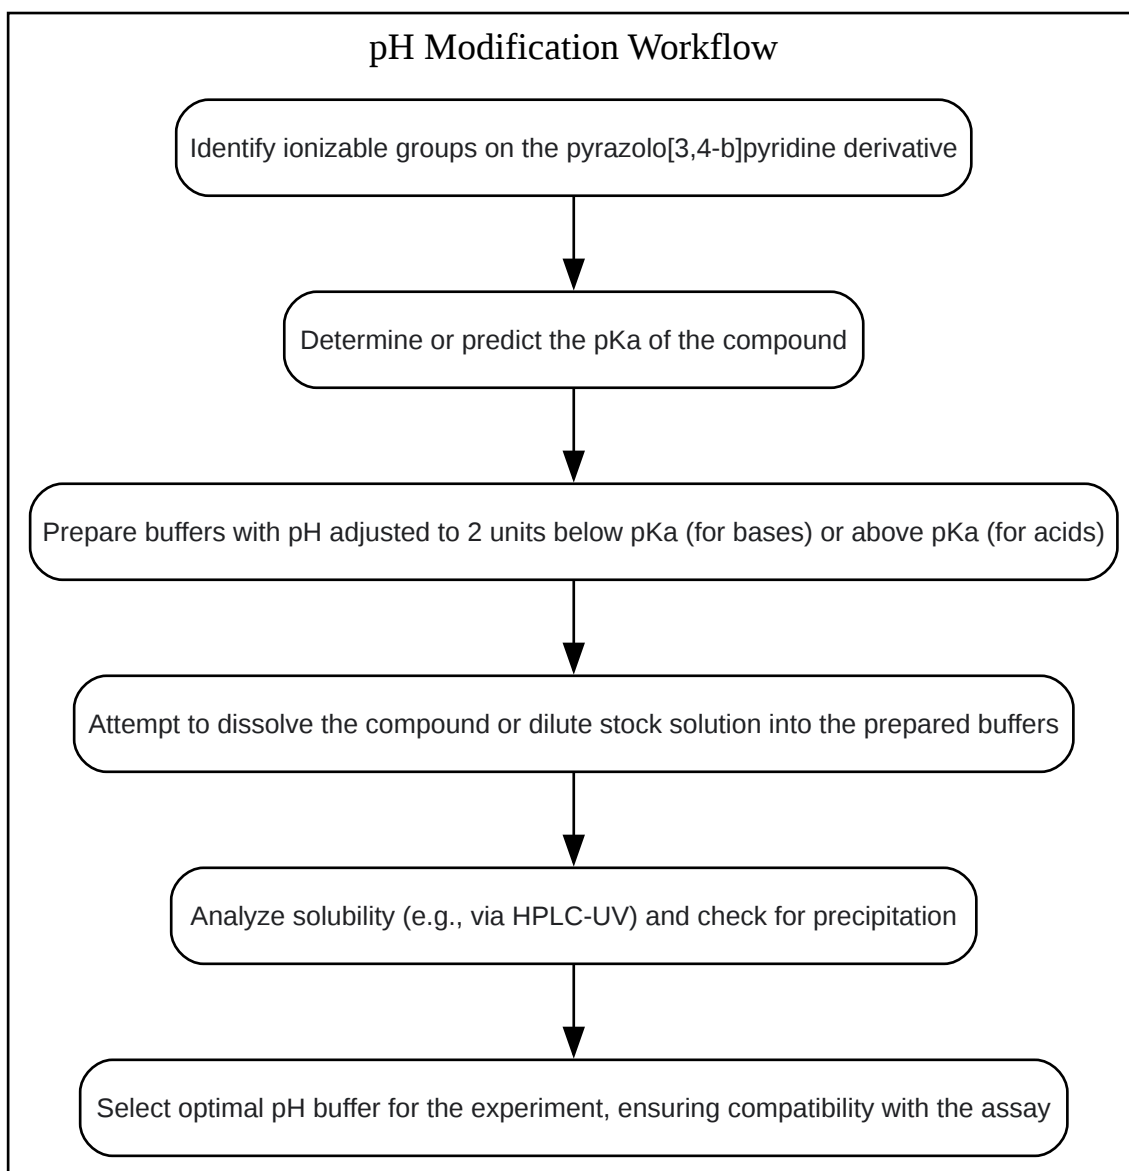 pH Modification Workflow
Identify ionizable groups on the pyrazolo[3,4-b]pyridine derivative
Determine or predict the pKa of the compound
Prepare buffers with pH adjusted to 2 units below pKa (for bases) or above pKa (for acids)
Attempt to dissolve the compound or dilute stock solution into the prepared buffers
Analyze solubility (e.g., via HPLC-UV) and check for precipitation
Select optimal pH buffer for the experiment, ensuring compatibility with the assay